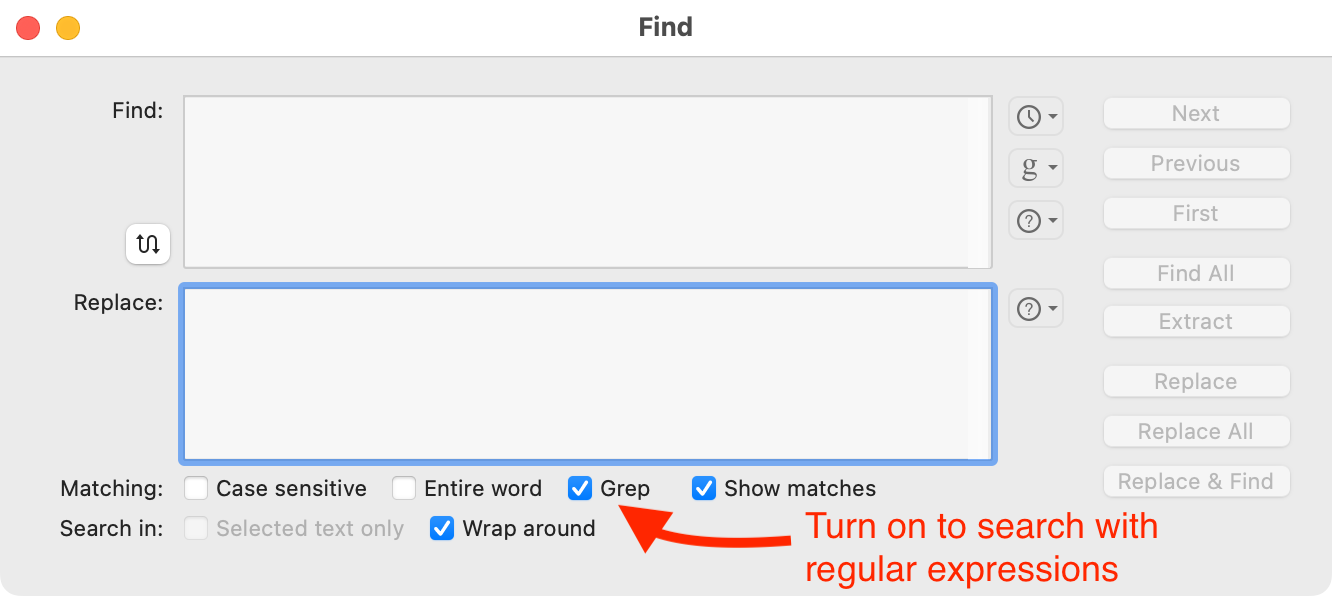 Find
Find:
Next
g
Previous
?
First
Find All
Replace:
?
Extract
Replace
Replace All
Replace & Find
Matching: Case sensitive Entire word Grep Show matches
Search in: Selected text only Wrap around
Turn on to search with
regular expressions